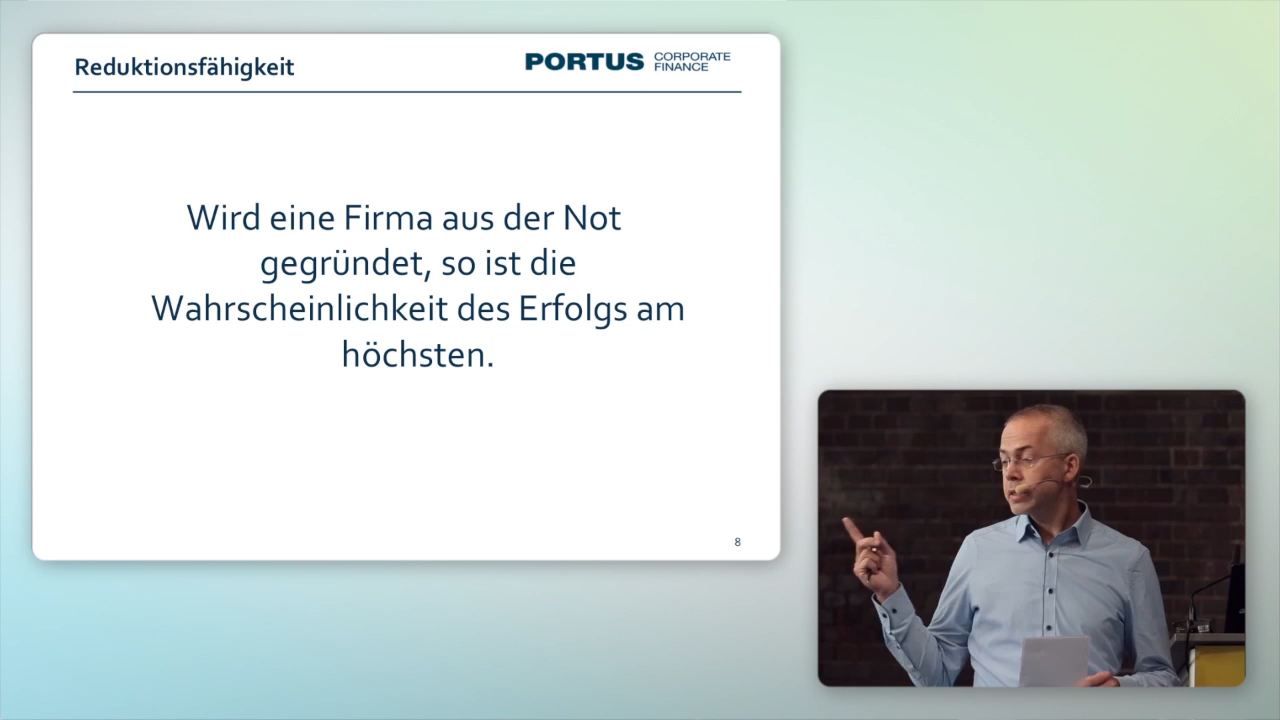 Reduktionsfähigkeit
PORTUS CORPORATE
FINANCE
Wird eine Firma aus der Not
gegründet, so ist die
Wahrscheinlichkeit des Erfolgs am
höchsten.
8